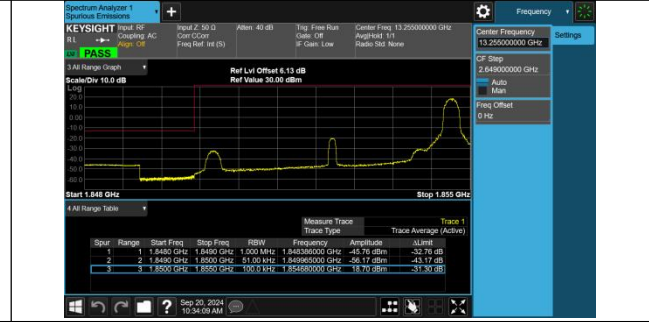 Spectrum Analyzer 1
Spurious Emissions
+
Frequency
Settings
KEYSIGHT
RL
PASS
Input: RF
Coupling: AC
Align: Off
Input Z: 50 Ω
Corr CCorr
Freq Ref: Int (S)
Atten: 40 dB
Trig: Free Run
Gate: Off
IF Gain: Low
Center Freq: 13.255000000 GHz
Avg|Hold: 1/1
Radio Std: None
Center Frequency
13.255000000 GHz
CF Step
2.649000000 GHz
Auto
Man
Freq Offset
0 Hz
3 All Range Graph
Scale/Div 10.0 dB
Ref Lvl Offset 6.13 dB
Ref Value 30.00 dBm
Log
20.0
10.0
0.00
-10.0
-20.0
-30.0
-40.0
-50.0
-60.0
Start 1.848 GHz
Stop 1.855 GHz
4 All Range Table
Measure Trace Trace 1
Trace Type Trace Average (Active)
Spur Range Start Freq Stop Freq RBW Frequency Amplitude ΔLimit
1 1 1.8480 GHz 1.8490 GHz 1.000 MHz 1.848386000 GHz -45.76 dBm -32.76 dB
2 2 1.8490 GHz 1.8500 GHz 51.00 kHz 1.849965000 GHz -56.17 dBm -43.17 dB
3 3 1.8500 GHz 1.8550 GHz 100.0 kHz 1.854680000 GHz 18.70 dBm -31.30 dB
?
Sep 20, 2024
10:34:09 AM